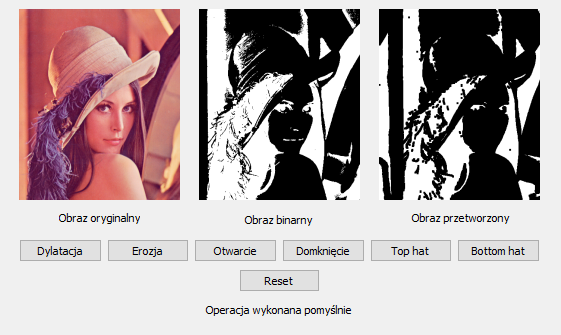 Obraz oryginalny
Obraz binarny
Obraz przetworzony
Dylatacja
Erozja
Otwarcie
Domknięcie
Top hat
Bottom hat
Reset
Operacja wykonana pomyślnie